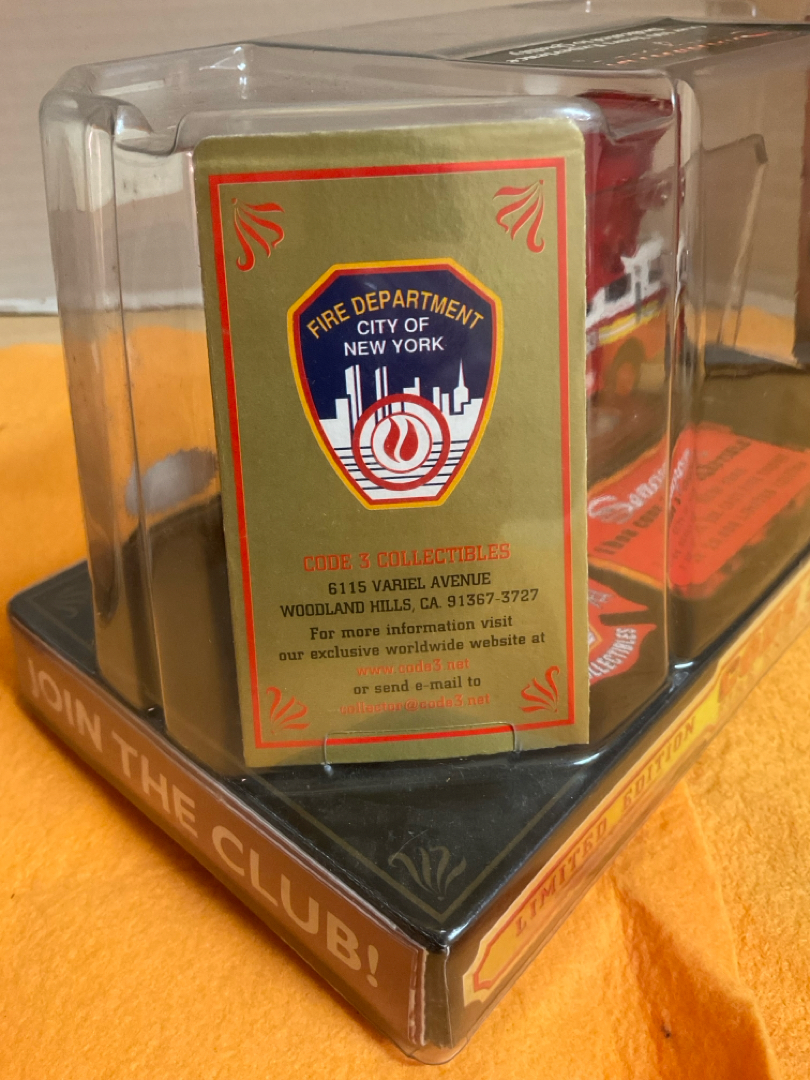 FIRE DEPARTMENT
CITY OF
NEW YORK
CODE 3 COLLECTIBLES
6115 VARIEL AVENUE
WOODLAND HILLS, CA. 91367-3727
For more information visit
our exclusive worldwide website at
www.code3.net
or send e-mail to
collector@code3.net
COLLECTIBLES
JOIN THE CLUB!
LIMITED EDITION